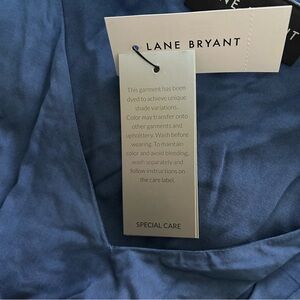 LANE BRYANT
This garment has been
dyed to achieve unique
shade variations.
Color may transfer onto
other garments and
upholstery. Wash before
wearing. To maintain
color and avoid bleeding,
wash separately and
follow instructions on
the care label.
SPECIAL CARE